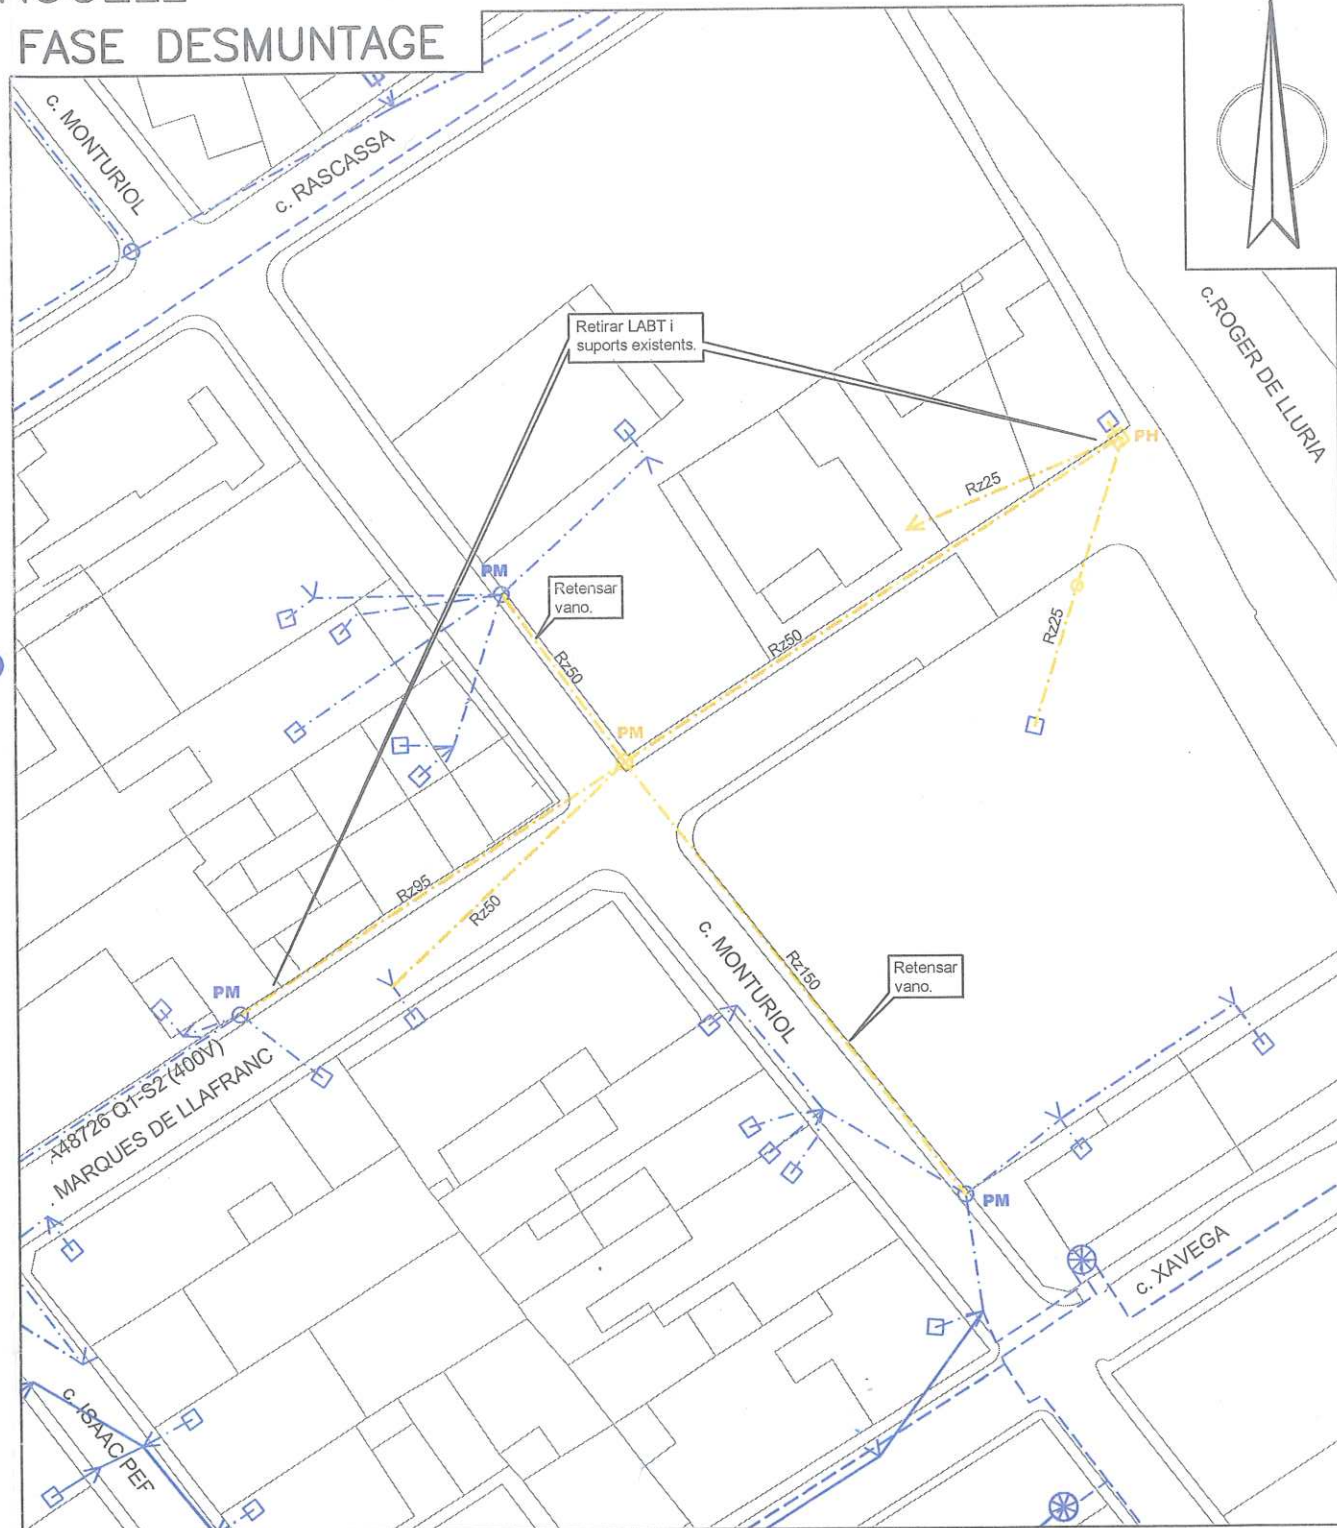 FASE DESMUNTAGE
c. MONTURIOL
c. RASCASSA
c.ROGER DE LLURIA
Retirar LABT i
suports existents.
PH
Rz25
PM
Retensar
vano.
Rz50
Rz50
Rz25
PM
Rz95
Rz50
c. MONTURIOL
Rz150
Retensar
vano.
PM
A48726 Q1-S2 (400V)
MARQUES DE LLAFRANC
PM
c. XAVEGA
c. ISAAC PER